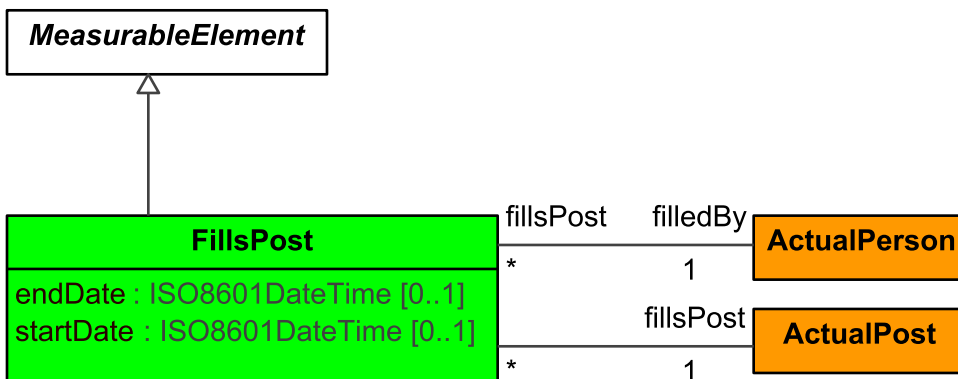 MeasurableElement
FillsPost
endDate : ISO8601DateTime [0..1]
startDate : ISO8601DateTime [0..1]
fillsPost filledBy
* 1
ActualPerson
fillsPost
* 1
ActualPost